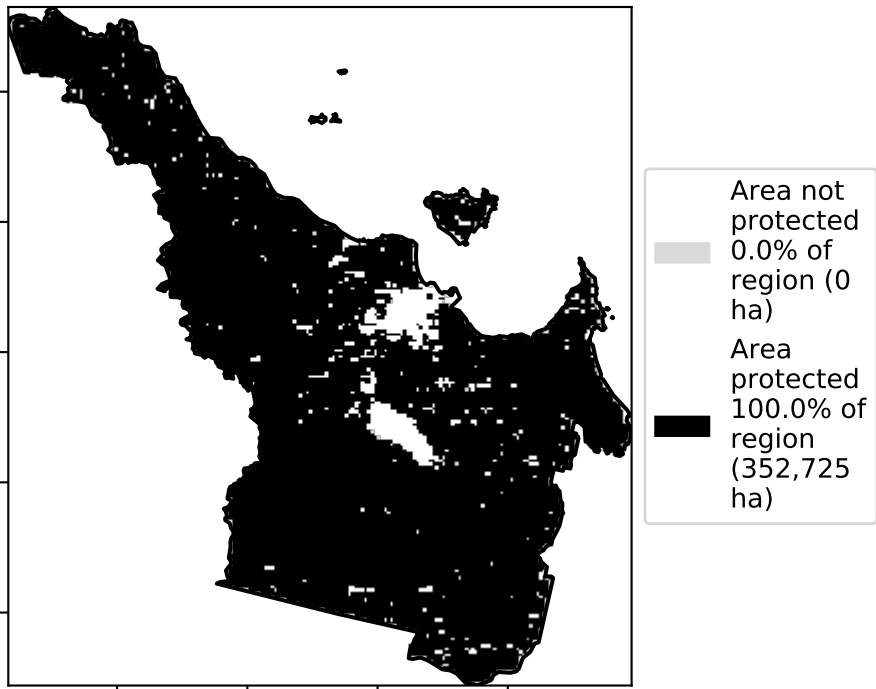 Area not
protected
0.0% of
region (0
ha)
Area
protected
100.0% of
region
(352,725
ha)